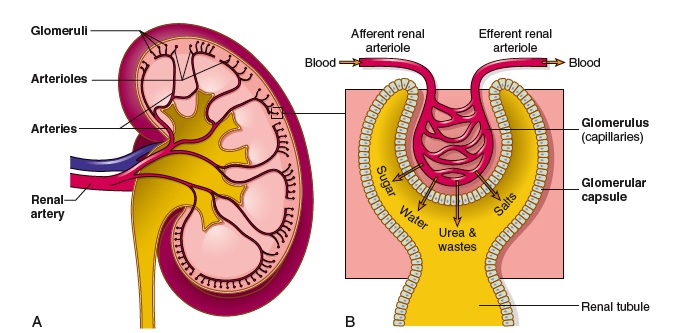 Glomeruli
Arterioles
Arteries
Renal
artery
A
Afferent renal
arteriole
Efferent renal
arteriole
Blood
Blood
Glomerulus
(capillaries)
Glomerular
capsule
Sugar
Water
Urea &
wastes
Salts
Renal tubule
B